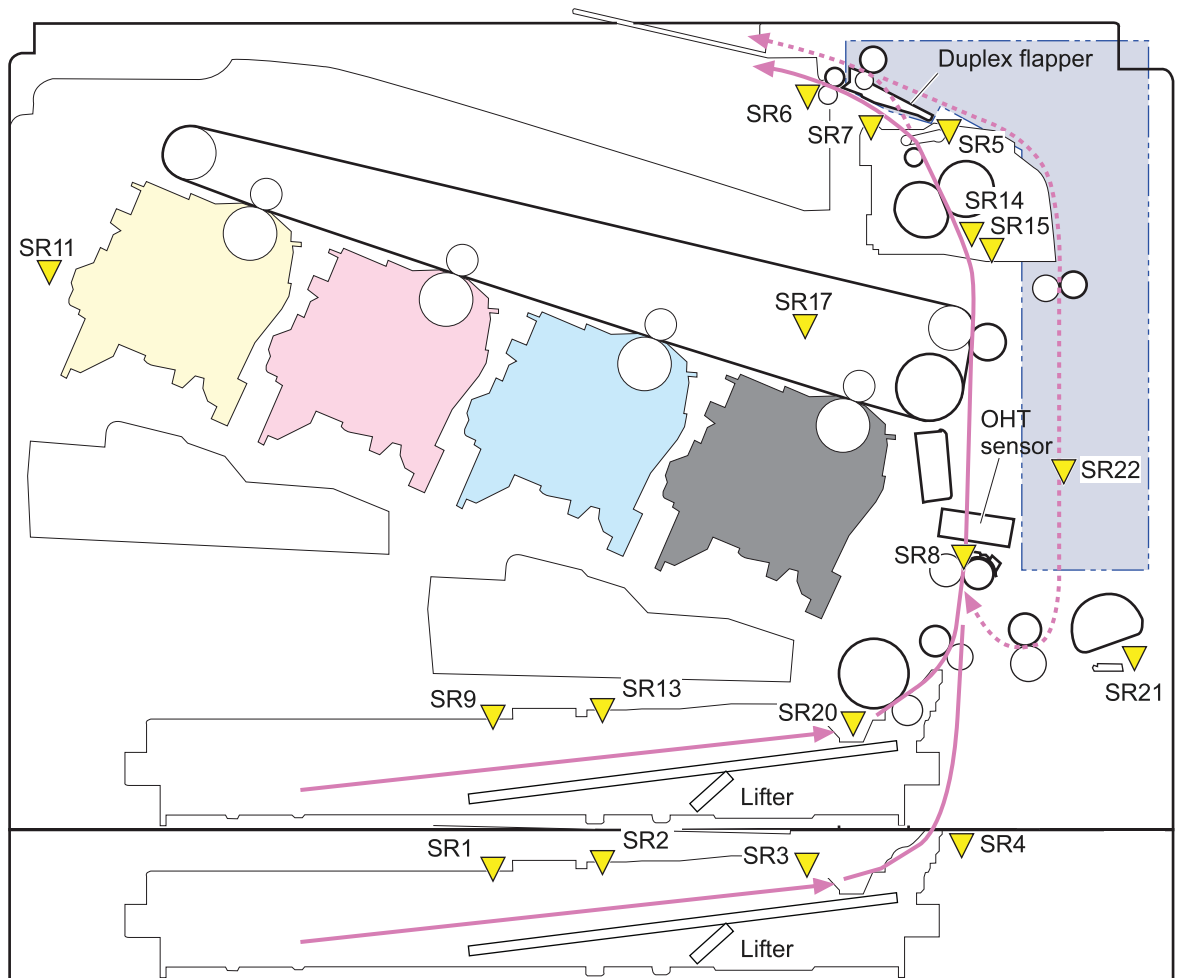 Duplex flapper
SR6
SR7
SR5
SR14
SR15
SR11
SR17
OHT
sensor
SR22
SR8
SR21
SR9
SR13
SR20
Lifter
SR1
SR2
SR3
SR4
Lifter